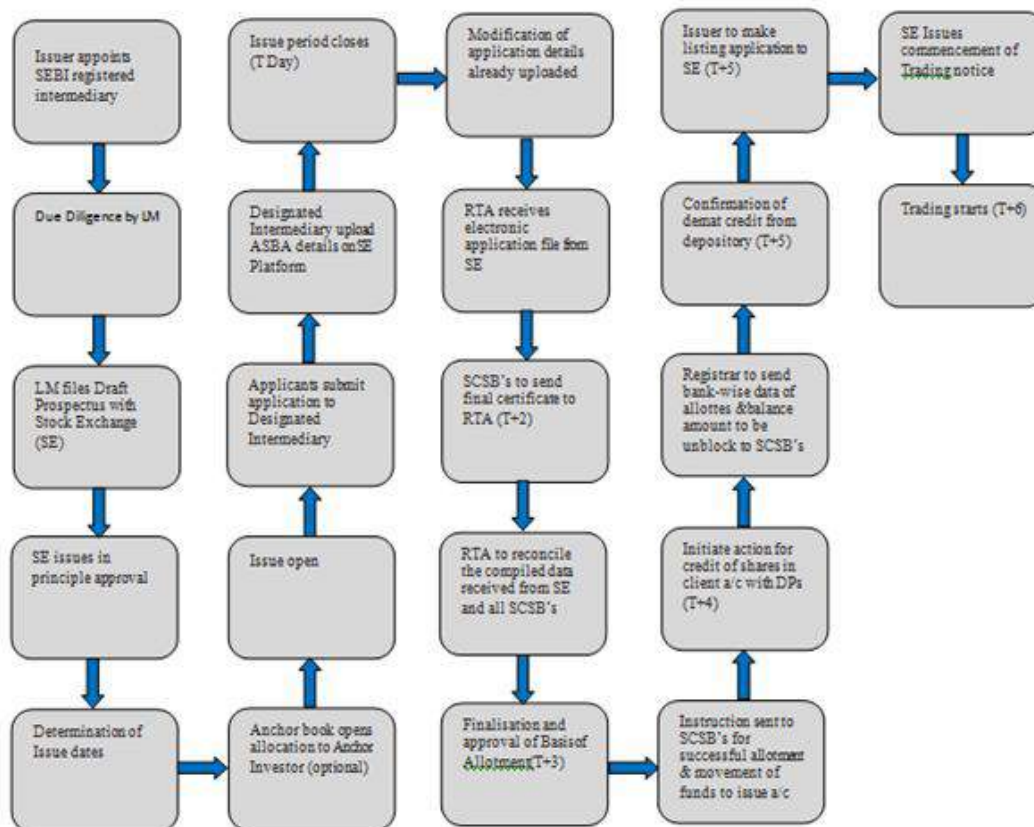 Issuer appoints
SEBI registered
intermediary
Due Diligence by LM
LM files Draft
Prospectus with
Stock Exchange
(SE)
SE issues in
principle approval
Determination of
Issue dates
Anchor book opens
allocation to Anchor
Investor (optional)
Issue open
Applicants submit
application to
Designated
Intermediary
Designated
Intermediary upload
ASBA details on SE
Platform
Issue period closes
(T Day)
Modification of
application details
already uploaded
RTA receives
electronic
application file from
SE
SCSB's to send
final certificate to
RTA (T+2)
RTA to reconcile
the compiled data
received from SE
and all SCSB's
Finalisation and
approval of Basis of
Allotment(T+3)
Instruction sent to
SCSB's for
successful allotment
& movement of
funds to issue a/c
Initiate action for
credit of shares in
client a/c with DPs
(T+4)
Registrar to send
bank-wise data of
allottes &balance
amount to be
unblock to SCSB's
Confirmation of
demat credit from
depository (T+5)
Issuer to make
listing application to
SE (T+5)
SE Issues
commencement of
Trading notice
Trading starts (T+6)